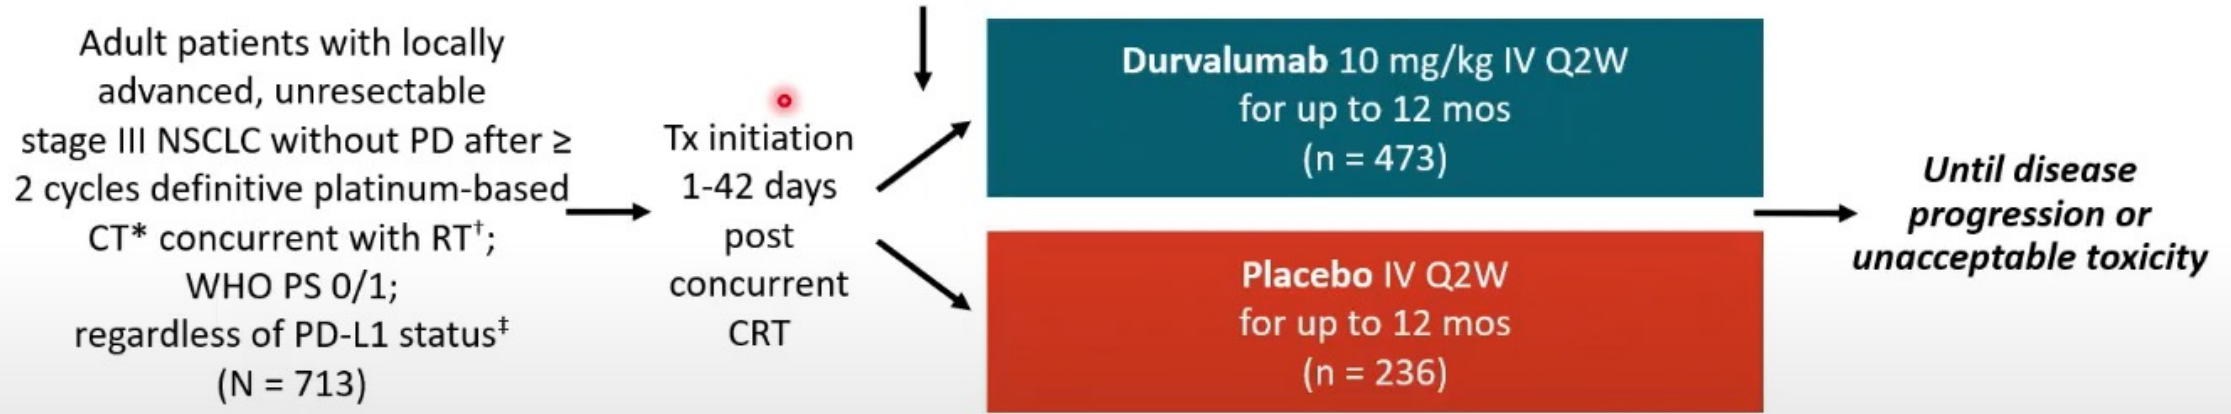 Adult patients with locally
advanced, unresectable
stage III NSCLC without PD after ≥
2 cycles definitive platinum-based
CT* concurrent with RT†;
WHO PS 0/1;
regardless of PD-L1 status‡
(N = 713)
Tx initiation
1-42 days
post
concurrent
CRT
Durvalumab 10 mg/kg IV Q2W
for up to 12 mos
(n = 473)
Placebo IV Q2W
for up to 12 mos
(n = 236)
Until disease
progression or
unacceptable toxicity